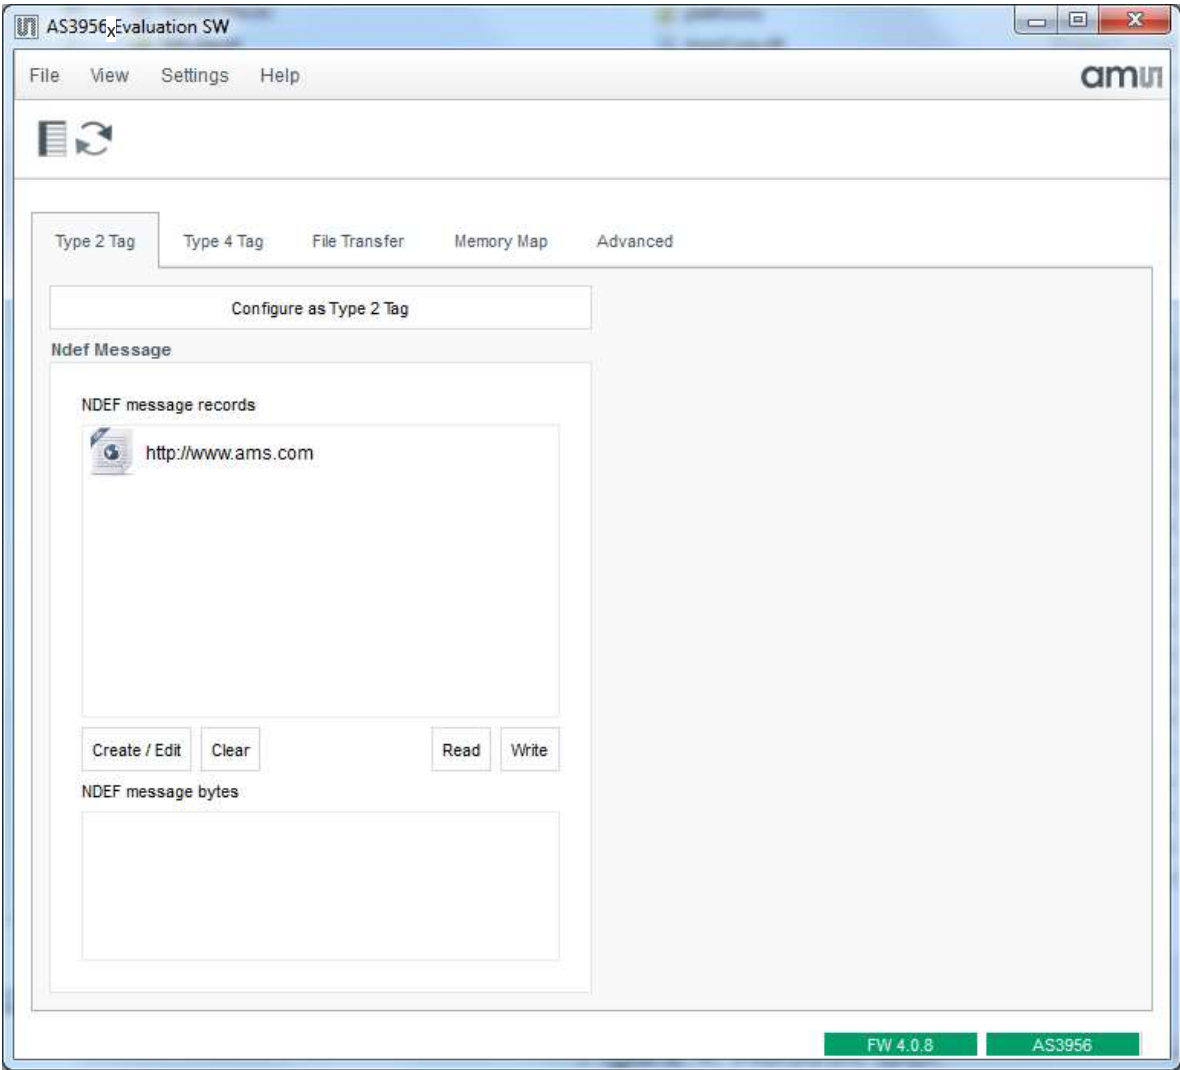 AS3956xEvaluation SW
File View Settings Help
am
Type 2 Tag Type 4 Tag File Transfer Memory Map Advanced
Configure as Type 2 Tag
Ndef Message
NDEF message records
http://www.ams.com
Create / Edit Clear Read Write
NDEF message bytes
FW 4.0.8 AS3956